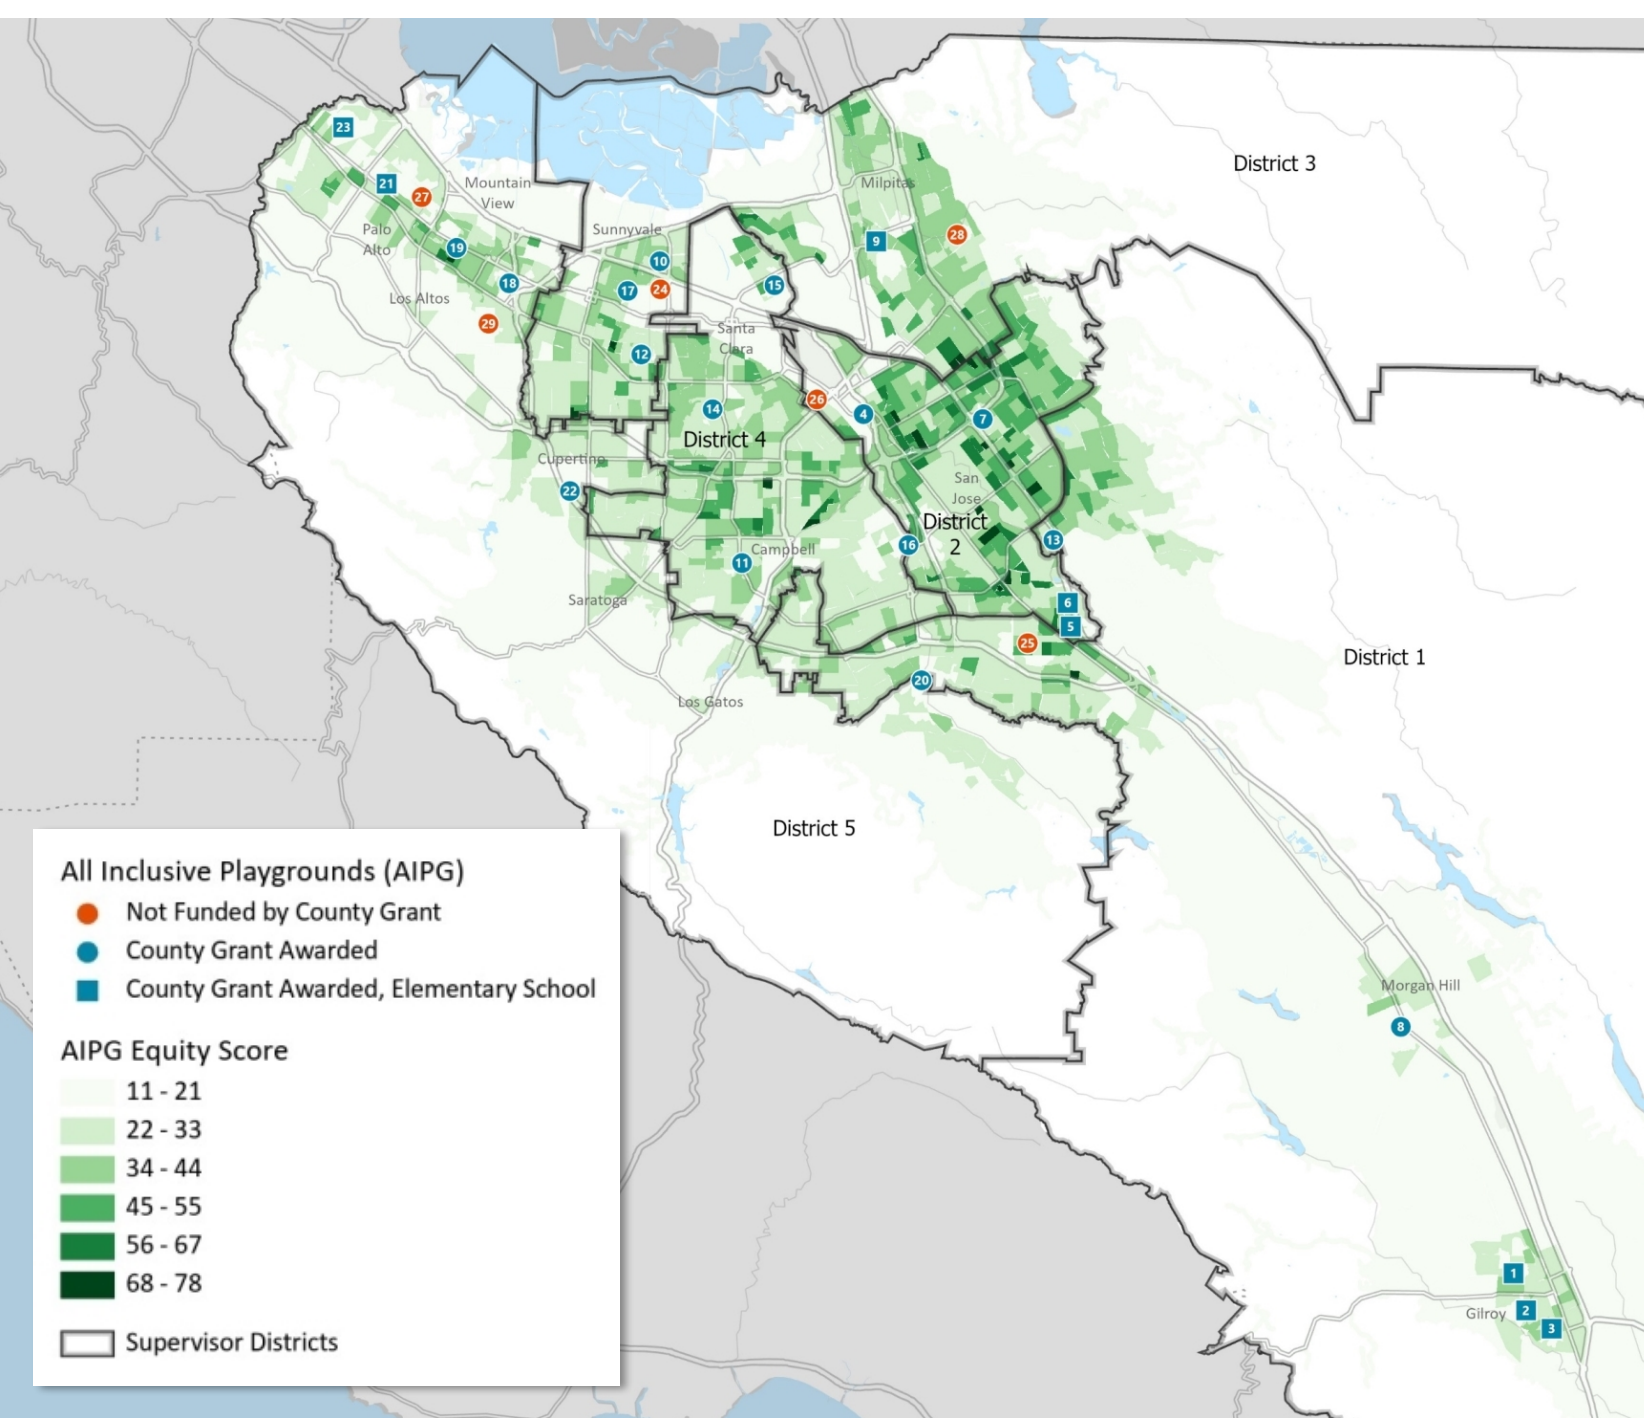 District 3
23
21
27
Mountain
View
Milpitas
Palo
Alto
19
Sunnyvale
9
28
10
18
17
24
15
Los Altos
29
Santa
Clara
12
26
14
4
7
District 4
Cupertino
22
San
Jose
District
2
16
13
Campbell
11
Saratoga
6
5
25
District 1
20
Los Gatos
District 5
Morgan Hill
8
1
Gilroy
2
3
All Inclusive Playgrounds (AIPG)
Not Funded by County Grant
County Grant Awarded
County Grant Awarded, Elementary School
AIPG Equity Score
11 - 21
22 - 33
34 - 44
45 - 55
56 - 67
68 - 78
Supervisor Districts